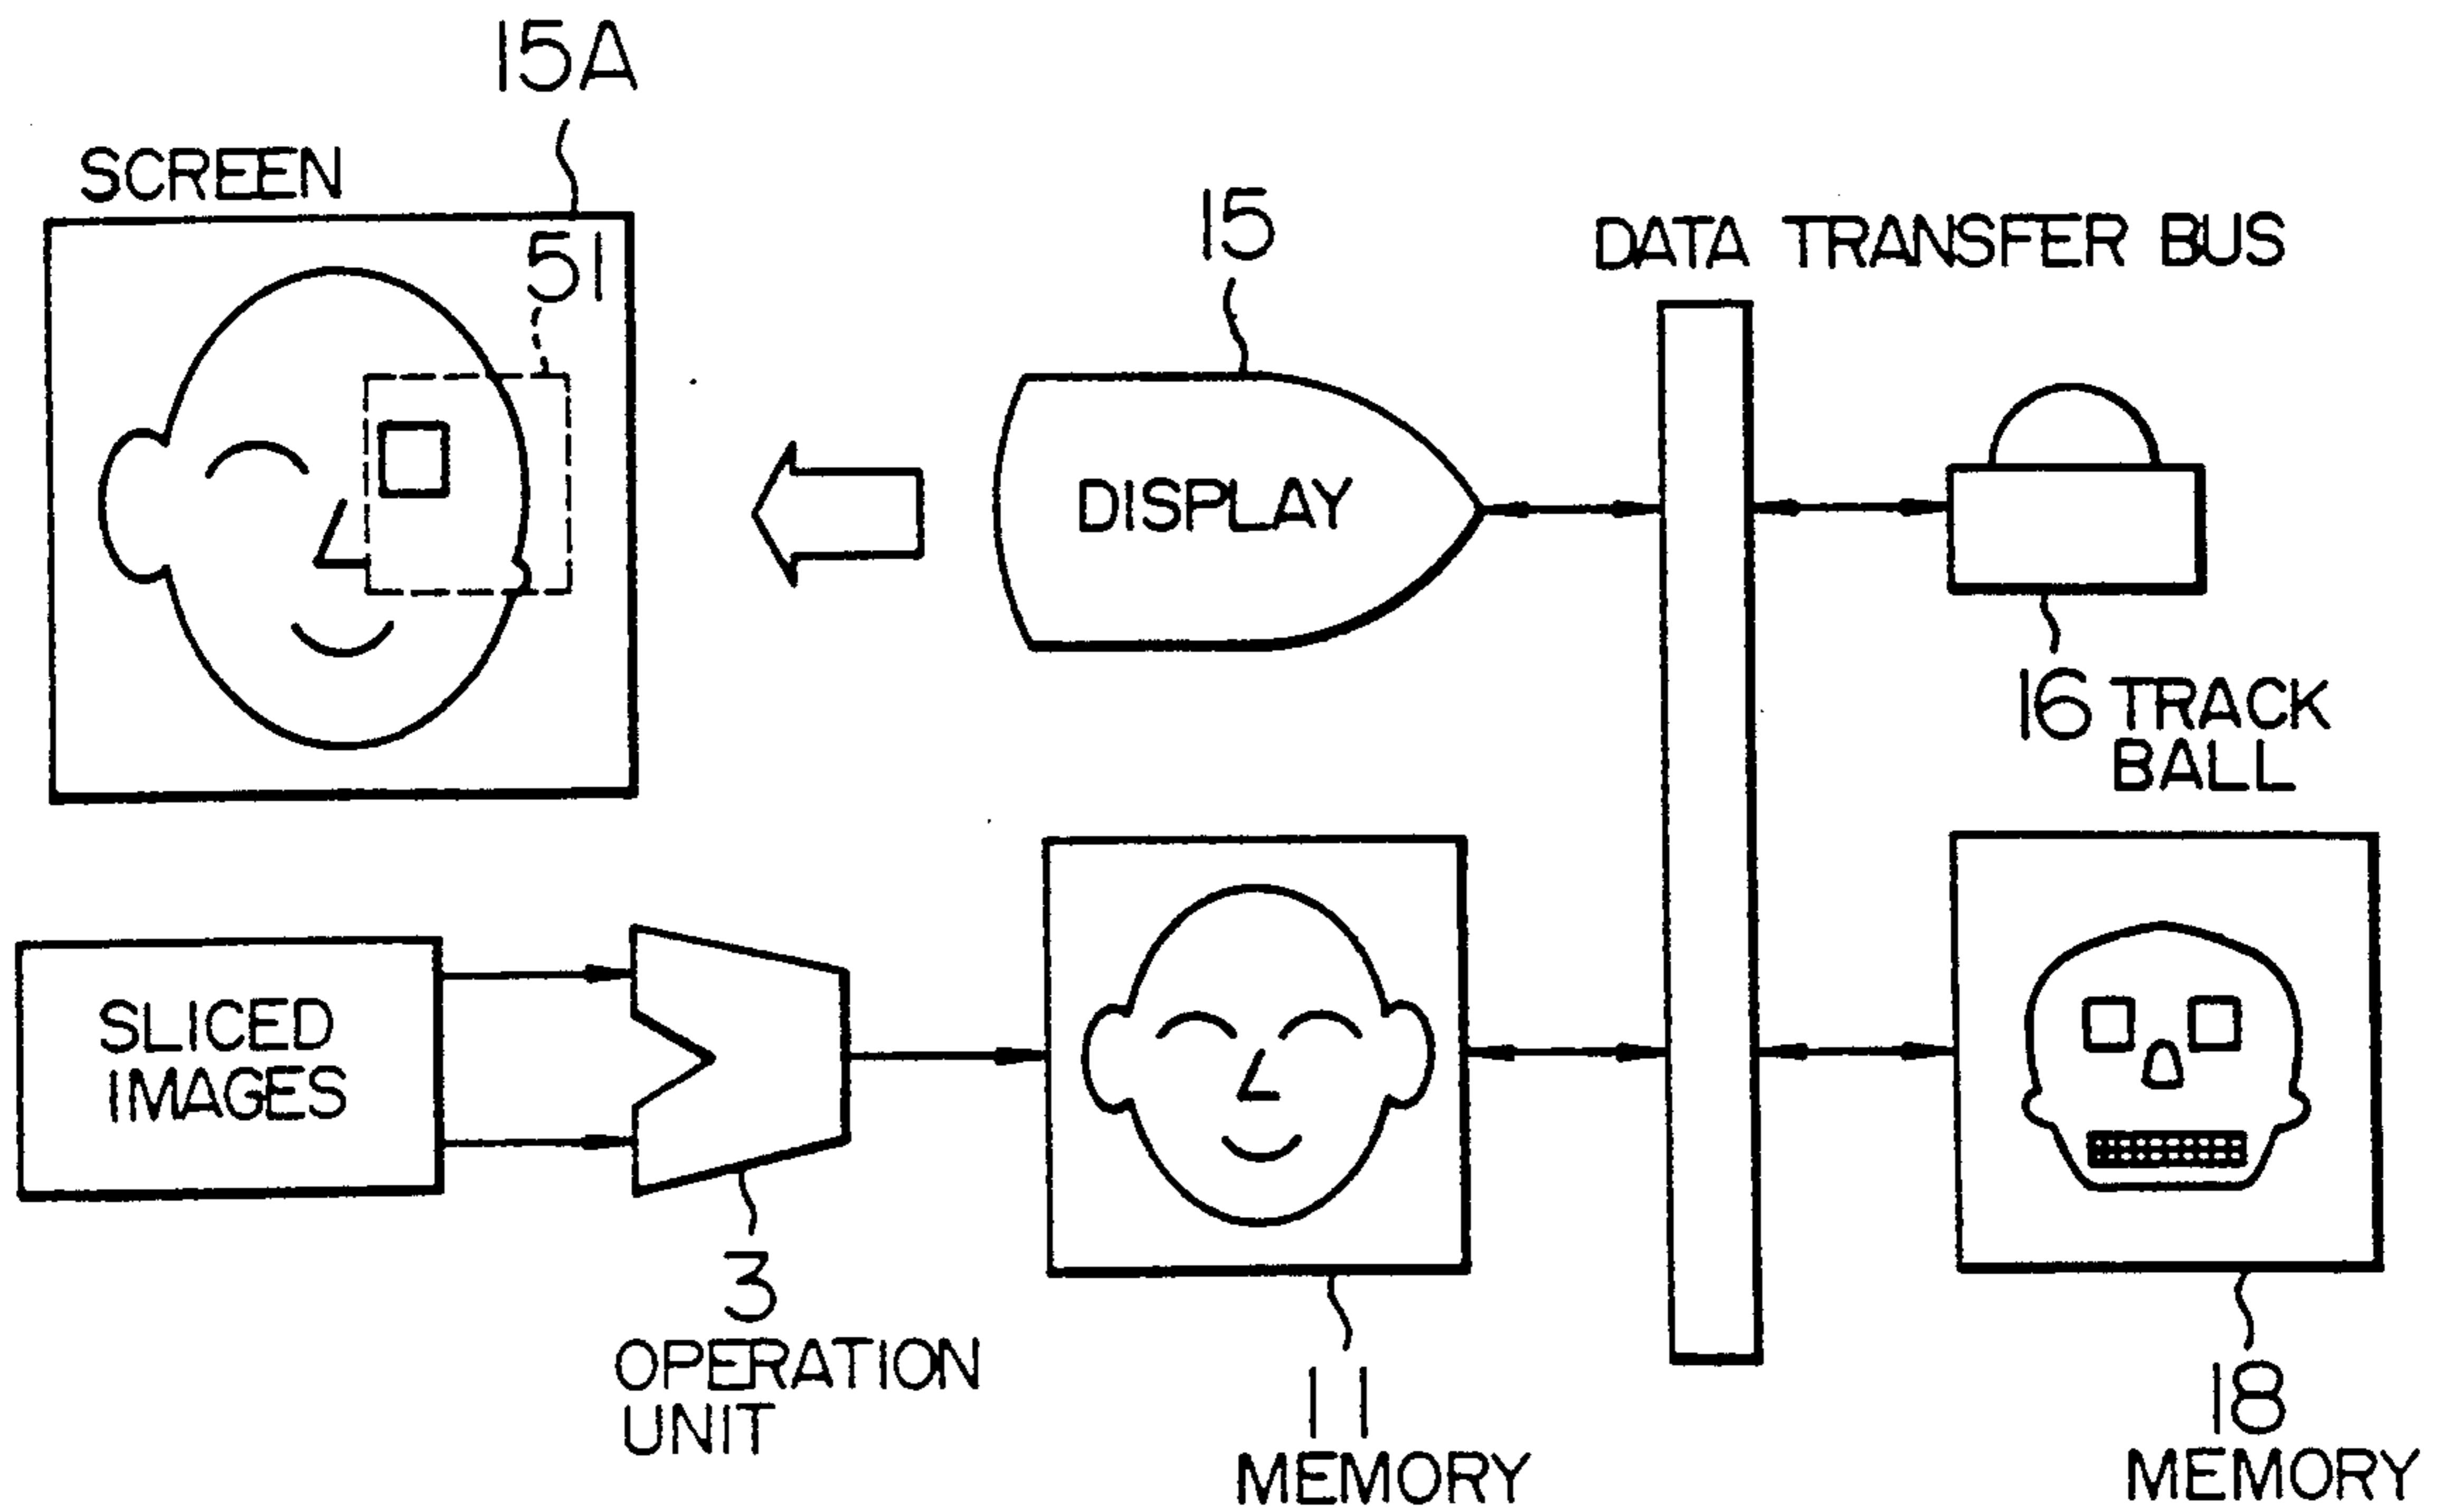 15A
SCREEN
51
15
DATA TRANSFER BUS
DISPLAY
16 TRACK
BALL
SLICED
IMAGES
3
OPERATION
UNIT
11
MEMORY
18
MEMORY